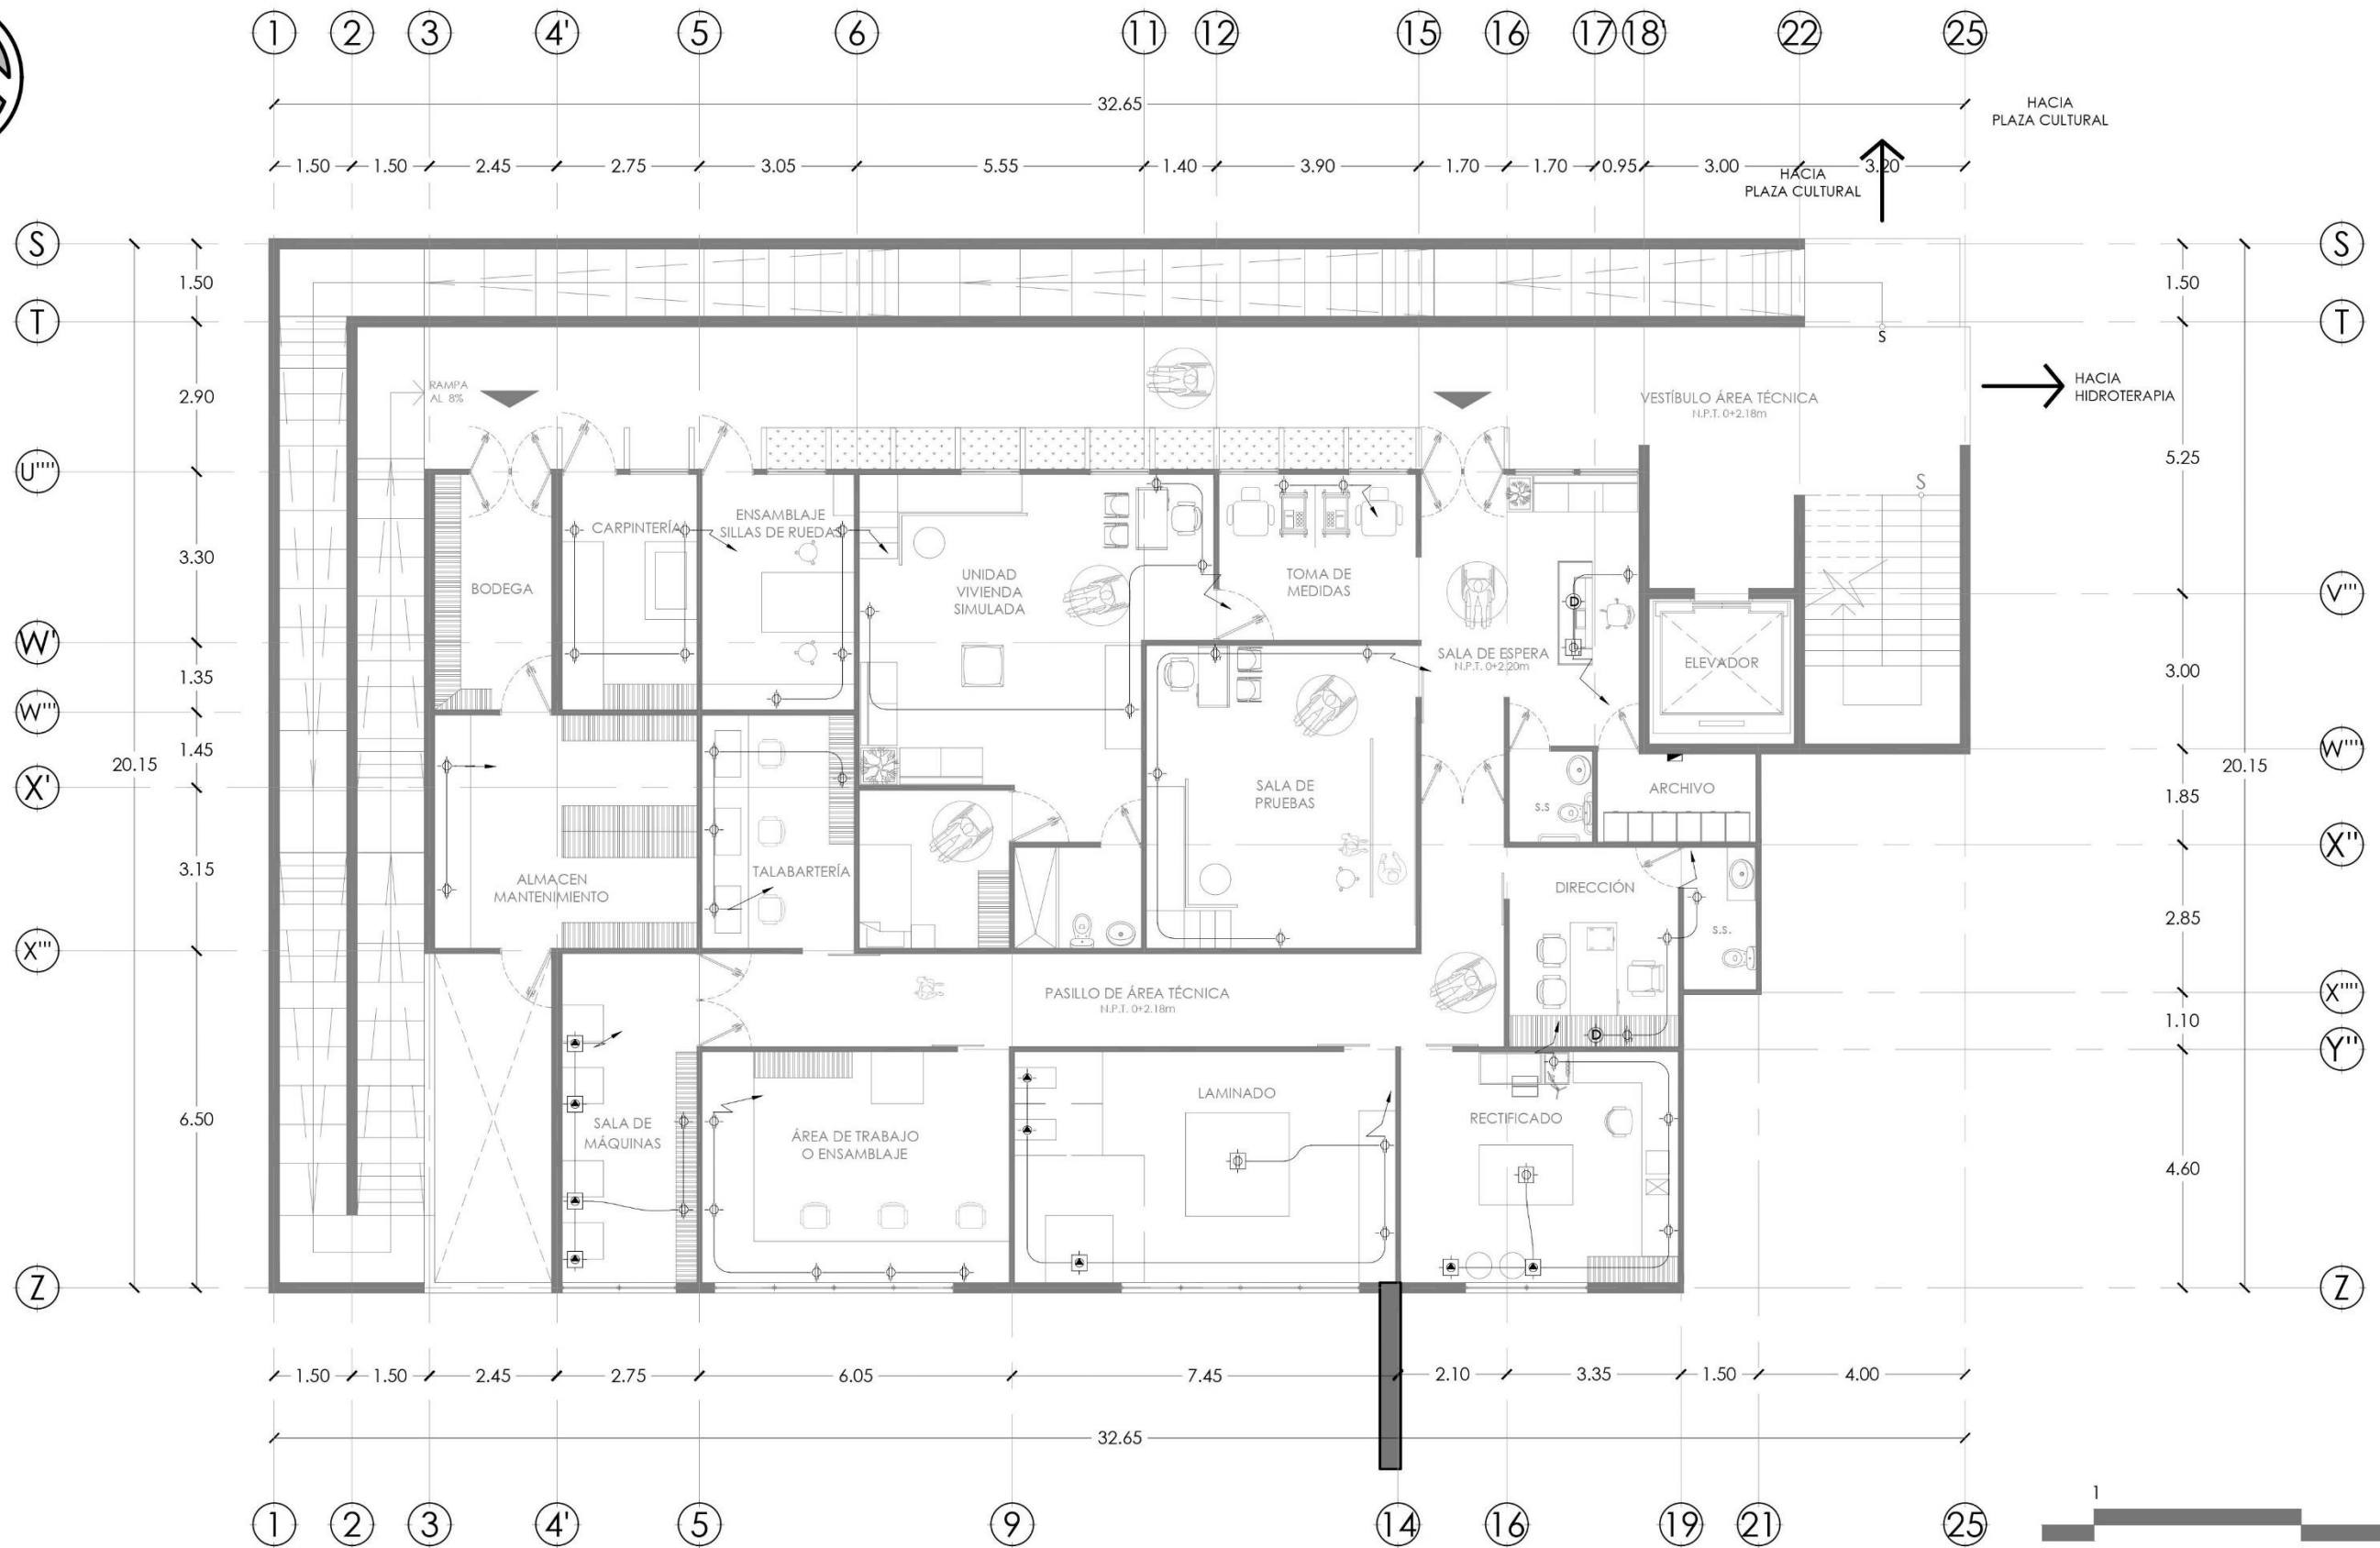 1 2 3 4' 5 6 11 12 15 16 17 18' 22 25
32.65
HACIA
PLAZA CULTURAL
1.50 1.50 2.45 2.75 3.05 5.55 1.40 3.90 1.70 1.70 0.95 3.00 3.20
HACIA
PLAZA CULTURAL
S
1.50
S
1.50
T
T
S
2.90
RAMPA
AL 8%
VESTÍBULO ÁREA TÉCNICA
N.P.T. 0+2.18m
HACIA
HIDROTERAPIA
U''''
5.25
S
CARPINTERÍA
ENSAMBLAJE
SILLAS DE RUEDAS
3.30
BODEGA
UNIDAD
VIVIENDA
SIMULADA
TOMA DE
MEDIDAS
D
V'''
W'
SALA DE ESPERA
N.P.T. 0+2.20m
ELEVADOR
1.35
3.00
W'''
1.45
20.15
W''''
20.15
X'
SALA DE
PRUEBAS
S.S
ARCHIVO
1.85
X''
3.15
ALMACEN
MANTENIMIENTO
TALABARTERÍA
DIRECCIÓN
S.S.
2.85
X'''
PASILLO DE ÁREA TÉCNICA
N.P.T. 0+2.18m
X''''
D
1.10
Y''
6.50
SALA DE
MÁQUINAS
ÁREA DE TRABAJO
O ENSAMBLAJE
LAMINADO
RECTIFICADO
4.60
Z
Z
1.50 1.50 2.45 2.75 6.05 7.45 2.10 3.35 1.50 4.00
32.65
1
1 2 3 4' 5 9 14 16 19 21 25